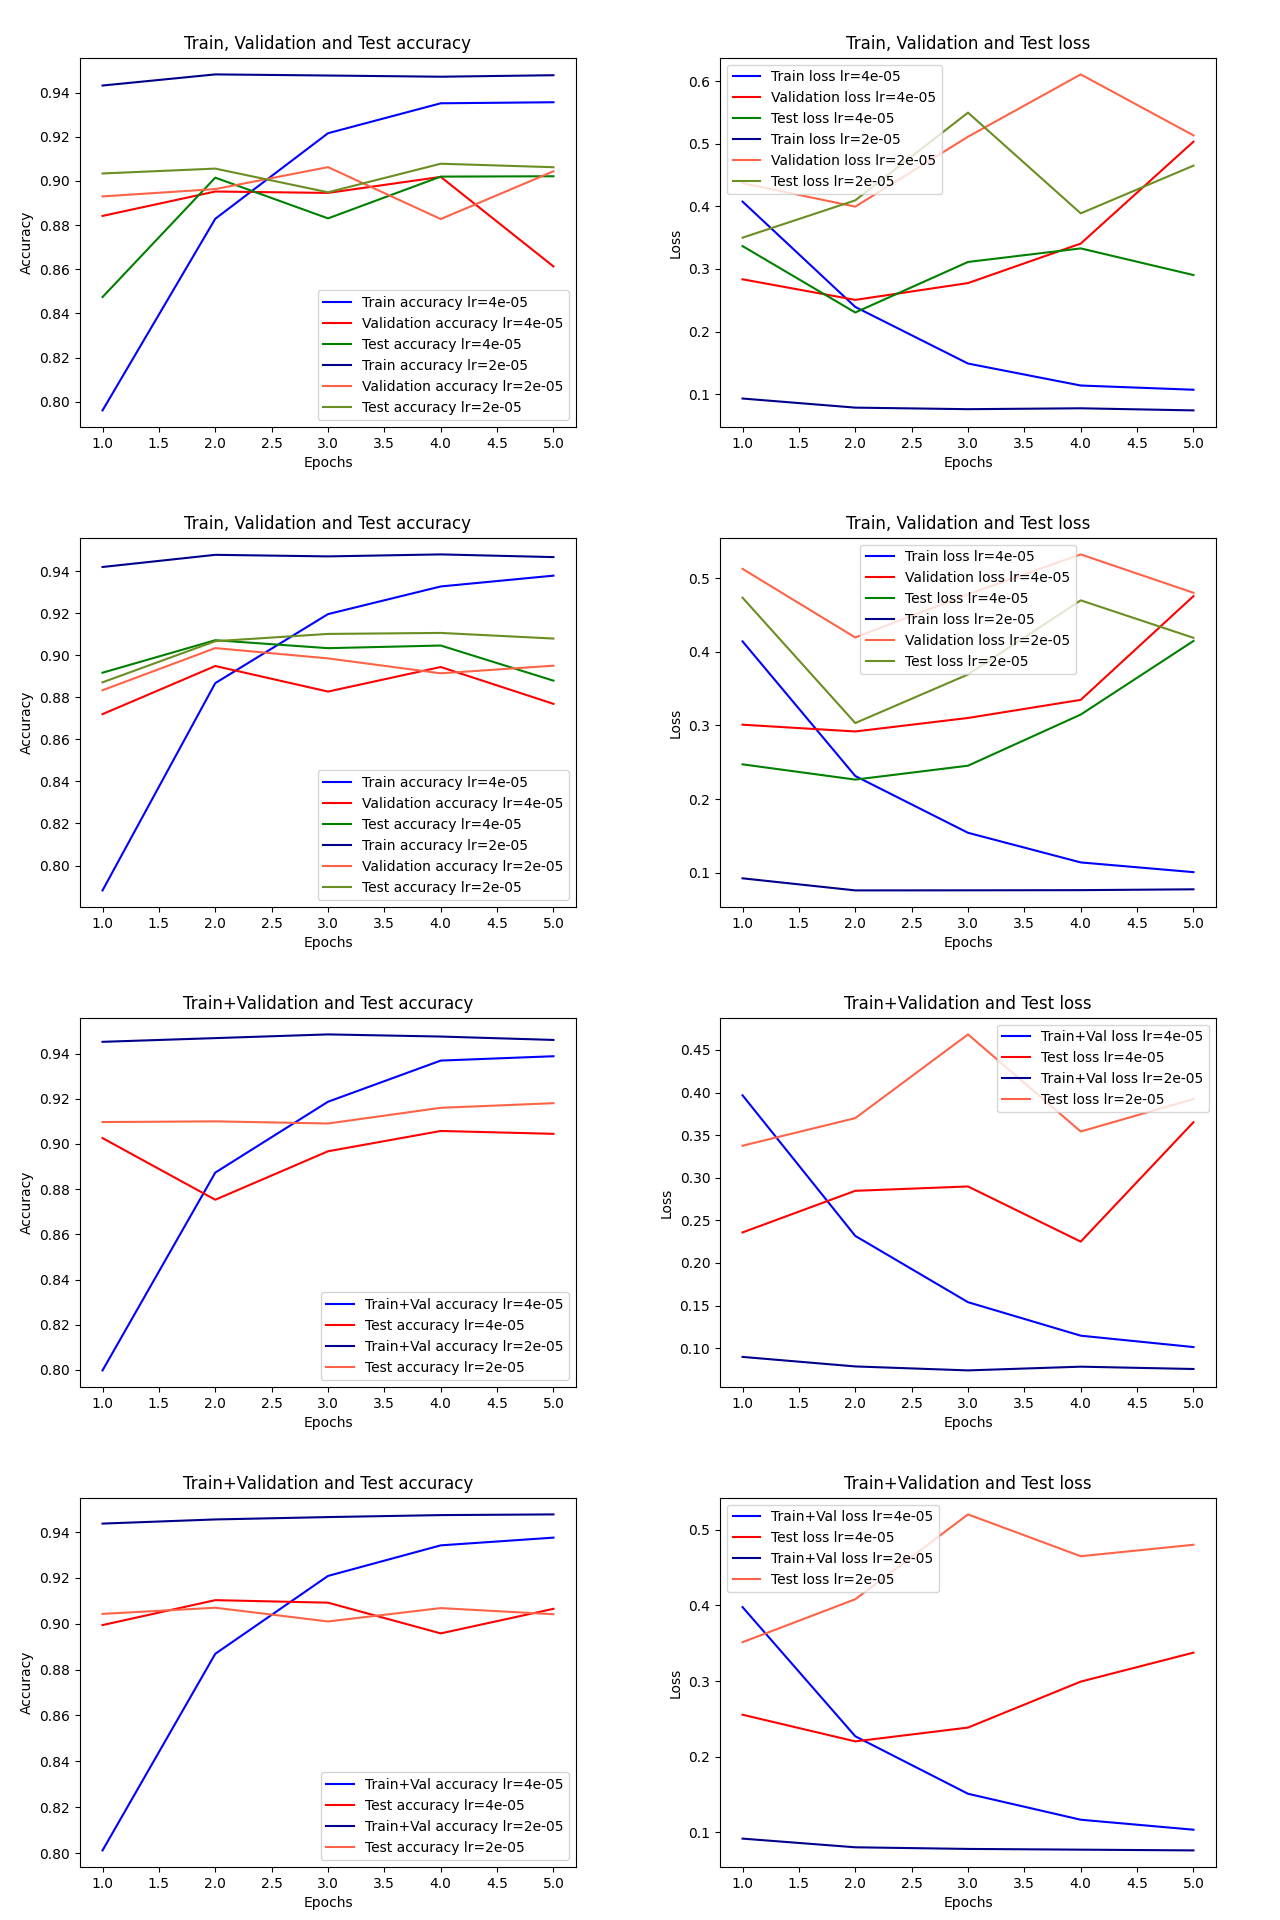 Train, Validation and Test accuracy
Accuracy
0.94
0.92
0.90
0.88
0.86
0.84
0.82
0.80
Train accuracy lr=4e-05
Validation accuracy lr=4e-05
Test accuracy lr=4e-05
Train accuracy lr=2e-05
Validation accuracy lr=2e-05
Test accuracy lr=2e-05
1.0 1.5 2.0 2.5 3.0 3.5 4.0 4.5 5.0
Epochs
Train, Validation and Test loss
Loss
0.6
0.5
0.4
0.3
0.2
0.1
Train loss lr=4e-05
Validation loss lr=4e-05
Test loss lr=4e-05
Train loss lr=2e-05
Validation loss lr=2e-05
Test loss lr=2e-05
1.0 1.5 2.0 2.5 3.0 3.5 4.0 4.5 5.0
Epochs
Train, Validation and Test accuracy
Accuracy
0.94
0.92
0.90
0.88
0.86
0.84
0.82
0.80
Train accuracy lr=4e-05
Validation accuracy lr=4e-05
Test accuracy lr=4e-05
Train accuracy lr=2e-05
Validation accuracy lr=2e-05
Test accuracy lr=2e-05
1.0 1.5 2.0 2.5 3.0 3.5 4.0 4.5 5.0
Epochs
Train, Validation and Test loss
Loss
0.5
0.4
0.3
0.2
0.1
Train loss lr=4e-05
Validation loss lr=4e-05
Test loss lr=4e-05
Train loss lr=2e-05
Validation loss lr=2e-05
Test loss lr=2e-05
1.0 1.5 2.0 2.5 3.0 3.5 4.0 4.5 5.0
Epochs
Train+Validation and Test accuracy
Accuracy
0.94
0.92
0.90
0.88
0.86
0.84
0.82
0.80
Train+Val accuracy lr=4e-05
Test accuracy lr=4e-05
Train+Val accuracy lr=2e-05
Test accuracy lr=2e-05
1.0 1.5 2.0 2.5 3.0 3.5 4.0 4.5 5.0
Epochs
Train+Validation and Test loss
Loss
0.45
0.40
0.35
0.30
0.25
0.20
0.15
0.10
Train+Val loss lr=4e-05
Test loss lr=4e-05
Train+Val loss lr=2e-05
Test loss lr=2e-05
1.0 1.5 2.0 2.5 3.0 3.5 4.0 4.5 5.0
Epochs
Train+Validation and Test accuracy
Accuracy
0.94
0.92
0.90
0.88
0.86
0.84
0.82
0.80
Train+Val accuracy lr=4e-05
Test accuracy lr=4e-05
Train+Val accuracy lr=2e-05
Test accuracy lr=2e-05
1.0 1.5 2.0 2.5 3.0 3.5 4.0 4.5 5.0
Epochs
Train+Validation and Test loss
Loss
0.5
0.4
0.3
0.2
0.1
Train+Val loss lr=4e-05
Test loss lr=4e-05
Train+Val loss lr=2e-05
Test loss lr=2e-05
1.0 1.5 2.0 2.5 3.0 3.5 4.0 4.5 5.0
Epochs